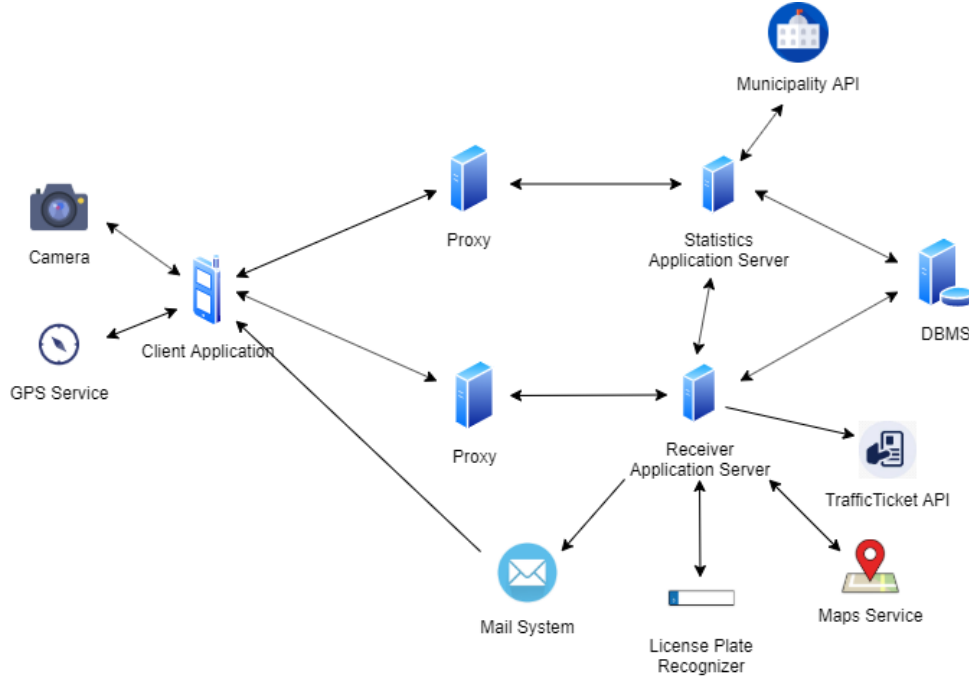 Municipality API
Camera
Proxy
Statistics
Application Server
DBMS
Client Application
GPS Service
Proxy
Receiver
Application Server
TrafficTicket API
Mail System
Maps Service
License Plate
Recognizer